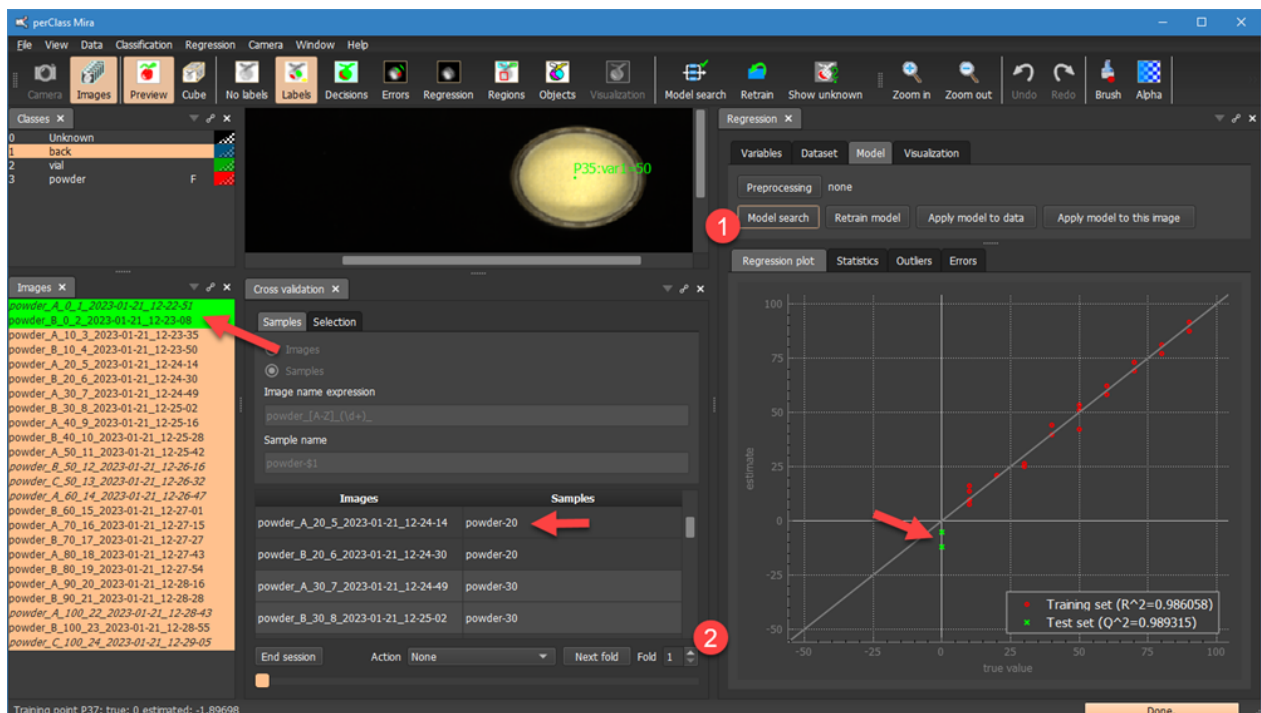 perClass Mira
File View Data Classification Regression Camera Window Help
Camera Images Preview Cube No labels Labels Decisions Errors Regression Regions Objects Visualization Model search Retrain Show unknown Zoom in Zoom out Undo Redo Brush Alpha
Classes
0 Unknown
1 back
2 vial
3 powder F
P35:var1=50
Images
powder_A_0_1_2023-01-21_12-22-51
powder_B_0_2_2023-01-21_12-23-08
powder_A_10_3_2023-01-21_12-23-35
powder_B_10_4_2023-01-21_12-23-50
powder_A_20_5_2023-01-21_12-24-14
powder_B_20_6_2023-01-21_12-24-30
powder_A_30_7_2023-01-21_12-24-49
powder_B_30_8_2023-01-21_12-25-02
powder_A_40_9_2023-01-21_12-25-16
powder_B_40_10_2023-01-21_12-25-28
powder_A_50_11_2023-01-21_12-25-42
powder_B_50_12_2023-01-21_12-26-16
powder_C_50_13_2023-01-21_12-26-32
powder_A_60_14_2023-01-21_12-26-47
powder_B_60_15_2023-01-21_12-27-01
powder_A_70_16_2023-01-21_12-27-15
powder_B_70_17_2023-01-21_12-27-27
powder_A_80_18_2023-01-21_12-27-43
powder_B_80_19_2023-01-21_12-27-54
powder_A_90_20_2023-01-21_12-28-16
powder_B_90_21_2023-01-21_12-28-28
powder_A_100_22_2023-01-21_12-28-43
powder_B_100_23_2023-01-21_12-28-55
powder_C_100_24_2023-01-21_12-29-05
Cross validation
Samples Selection
Images
Samples
Image name expression
powder_[A-Z]_(\d+)_
Sample name
powder-$1
Images Samples
powder_A_20_5_2023-01-21_12-24-14 powder-20
powder_B_20_6_2023-01-21_12-24-30 powder-20
powder_A_30_7_2023-01-21_12-24-49 powder-30
powder_B_30_8_2023-01-21_12-25-02 powder-30
2
End session Action None Next fold Fold 1
Regression
Variables Dataset Model Visualization
Preprocessing none
1
Model search Retrain model Apply model to data Apply model to this image
Regression plot Statistics Outliers Errors
100
75
50
25
0
-25
-50
estimate
Training set (R^2=0.986058)
Test set (Q^2=0.989315)
-50 -25 0 25 50 75 100
true value
Training point P37: true: 0 estimated: -1.89698
Done